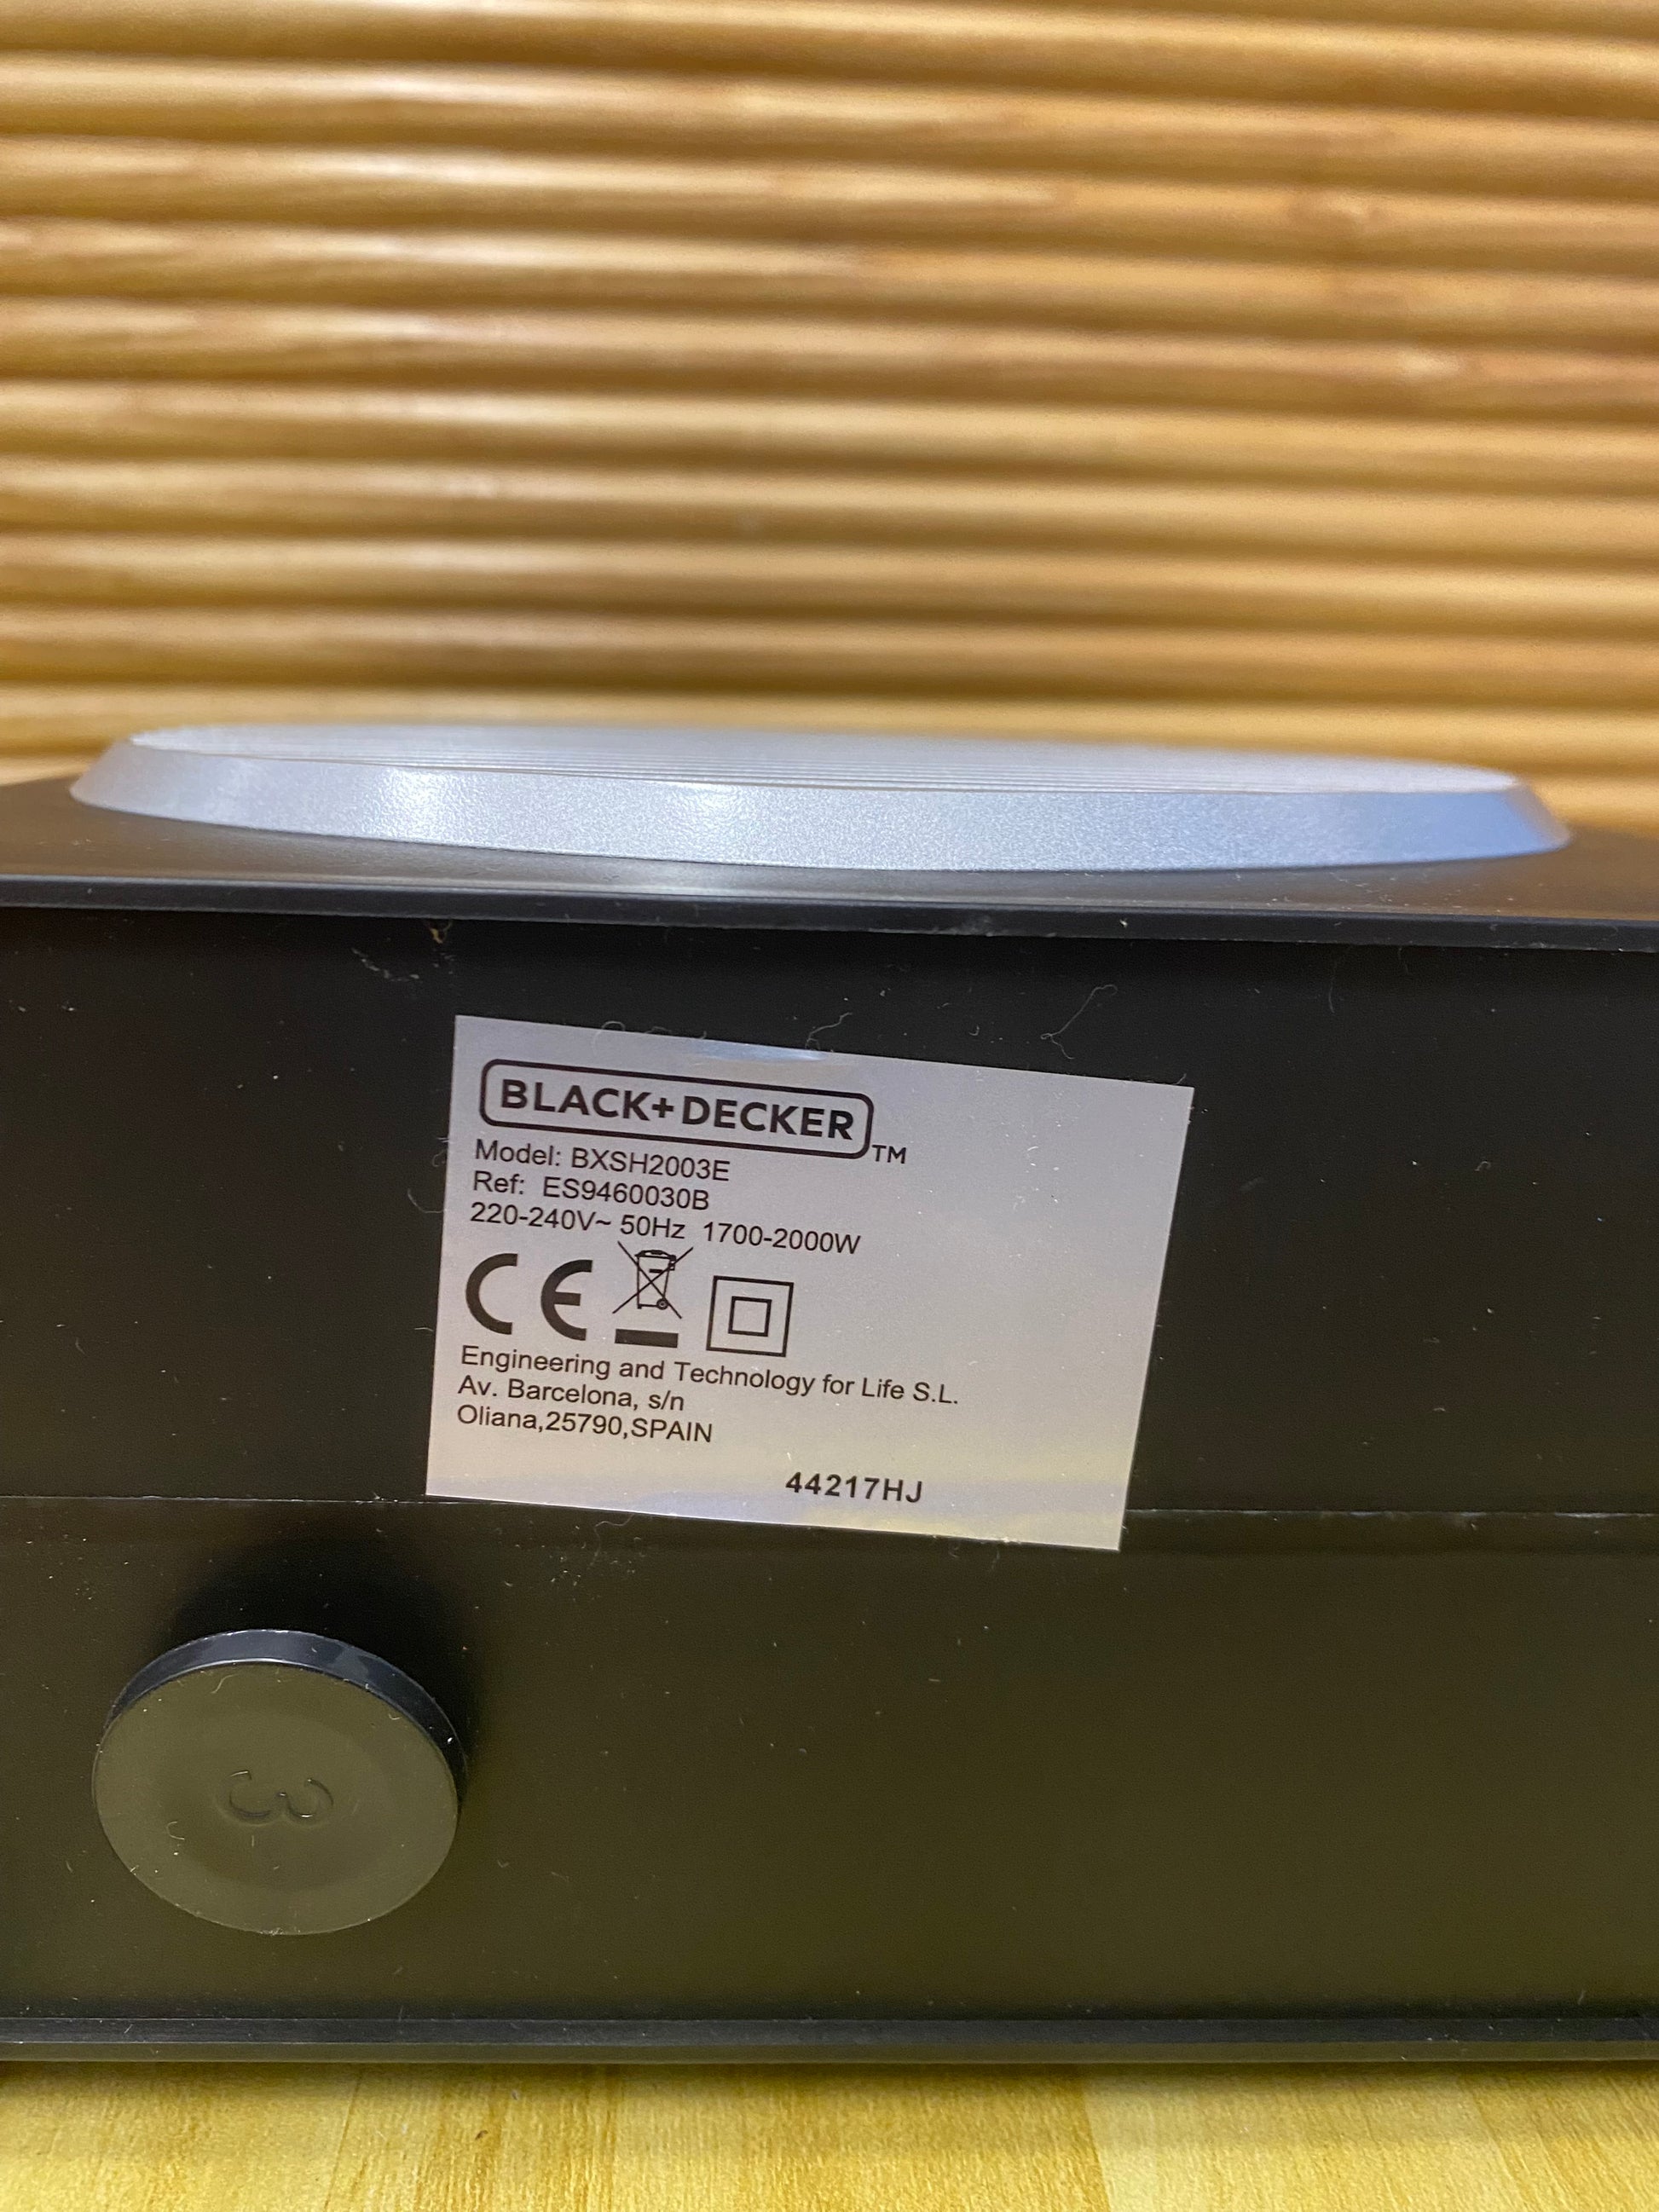 BLACK+DECKER TM
Model: BXSH2003E
Ref: ES9460030B
220-240V~ 50Hz 1700-2000W
CE
Engineering and Technology for Life S.L.
Av. Barcelona, s/n
Oliana,25790,SPAIN
44217HJ
3